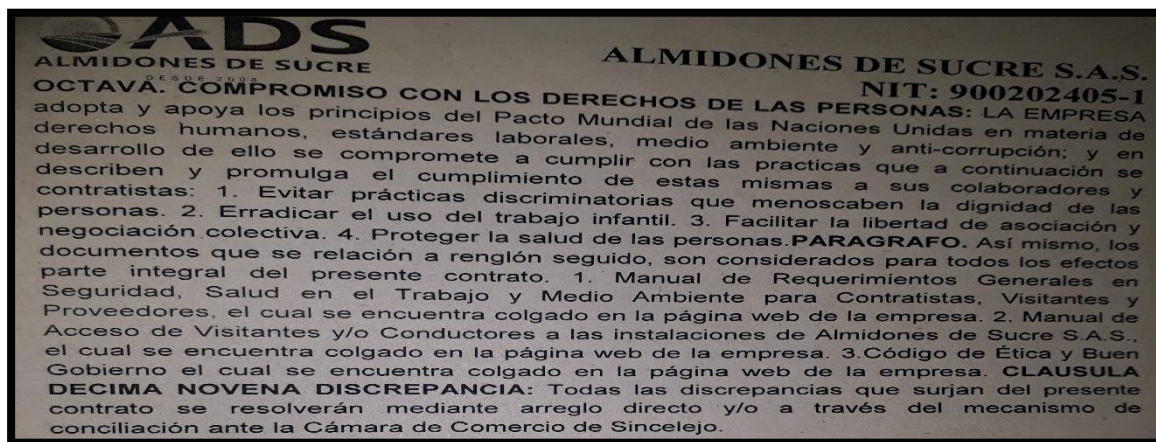 ADS
ALMIDONES DE SUCRE
DESDE 2008
ALMIDONES DE SUCRE S.A.S.
NIT: 900202405-1
OCTAVA. COMPROMISO CON LOS DERECHOS DE LAS PERSONAS: LA EMPRESA
adopta y apoya los principios del Pacto Mundial de las Naciones Unidas en materia de
derechos humanos, estándares laborales, medio ambiente y anti-corrupción; y en
desarrollo de ello se compromete a cumplir con las practicas que a continuación se
describen y promulga el cumplimiento de estas mismas a sus colaboradores y
contratistas: 1. Evitar prácticas discriminatorias que menoscaben la dignidad de las
personas. 2. Erradicar el uso del trabajo infantil. 3. Facilitar la libertad de asociación y
negociación colectiva. 4. Proteger la salud de las personas.PARAGRAFO. Así mismo, los
documentos que se relación a renglón seguido, son considerados para todos los efectos
parte integral del presente contrato. 1. Manual de Requerimientos Generales en
Seguridad, Salud en el Trabajo y Medio Ambiente para Contratistas, Visitantes y
Proveedores, el cual se encuentra colgado en la página web de la empresa. 2. Manual de
Acceso de Visitantes y/o Conductores a las instalaciones de Almidones de Sucre S.A.S.,
el cual se encuentra colgado en la página web de la empresa. 3.Código de Ética y Buen
Gobierno el cual se encuentra colgado en la página web de la empresa. CLAUSULA
DECIMA NOVENA DISCREPANCIA: Todas las discrepancias que surjan del presente
contrato se resolverán mediante arreglo directo y/o a través del mecanismo de
conciliación ante la Cámara de Comercio de Sincelejo.